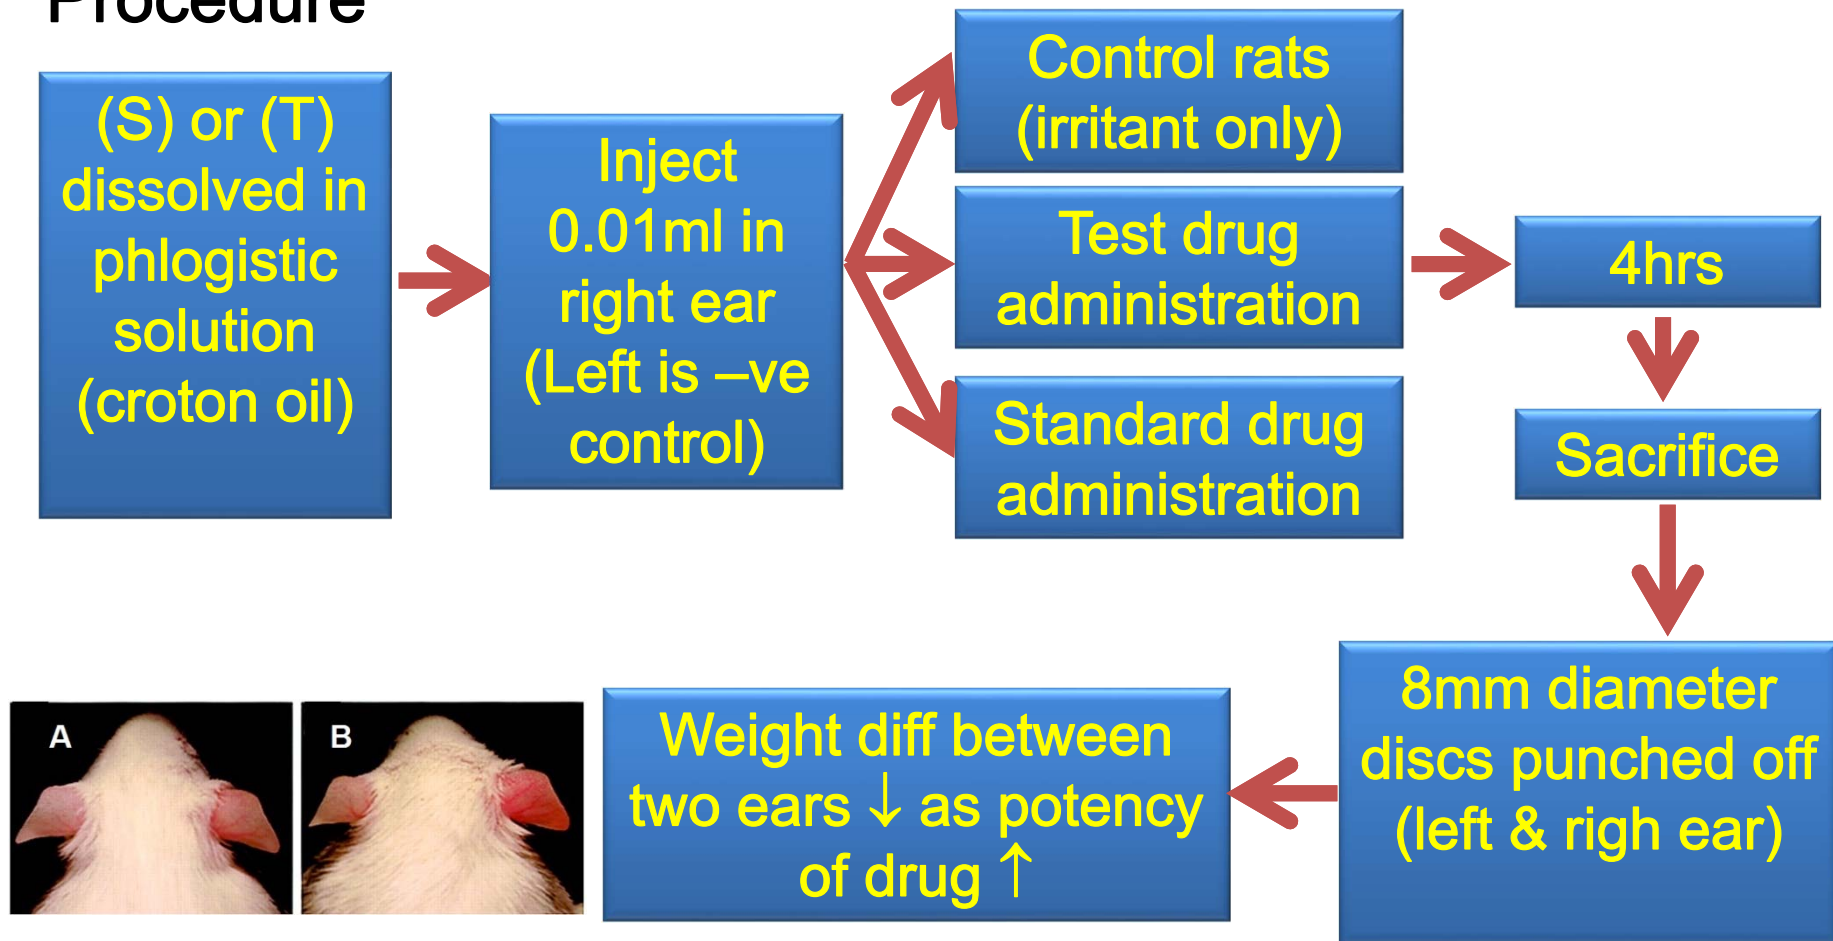 Procedure
(S) or (T)
dissolved in
phlogistic
solution
(croton oil)
Inject
0.01ml in
right ear
(Left is –ve
control)
Control rats
(irritant only)
Test drug
administration
Standard drug
administration
4hrs
Sacrifice
8mm diameter
discs punched off
(left & righ ear)
Weight diff between
two ears ↓ as potency
of drug ↑
A
B